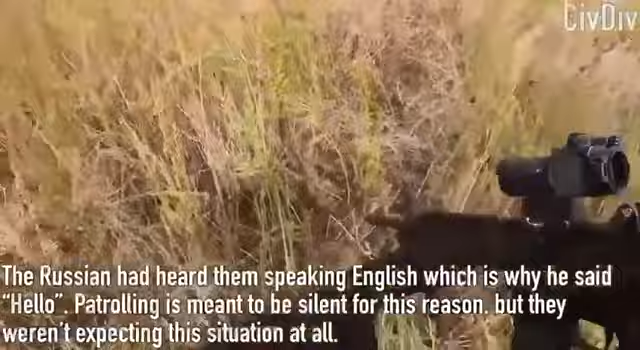 CivDiv
The Russian had heard them speaking English which is why he said
“Hello”. Patrolling is meant to be silent for this reason. but they
weren't expecting this situation at all.